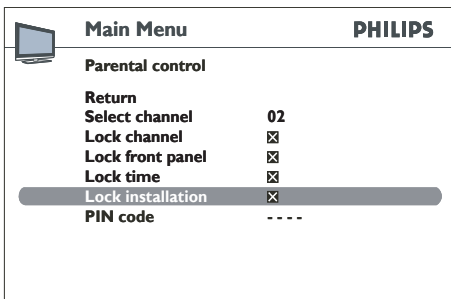 Main Menu PHILIPS
Parental control
Return
Select channel 02
Lock channel ☒
Lock front panel ☒
Lock time ☒
Lock installation ☒
PIN code - - - -